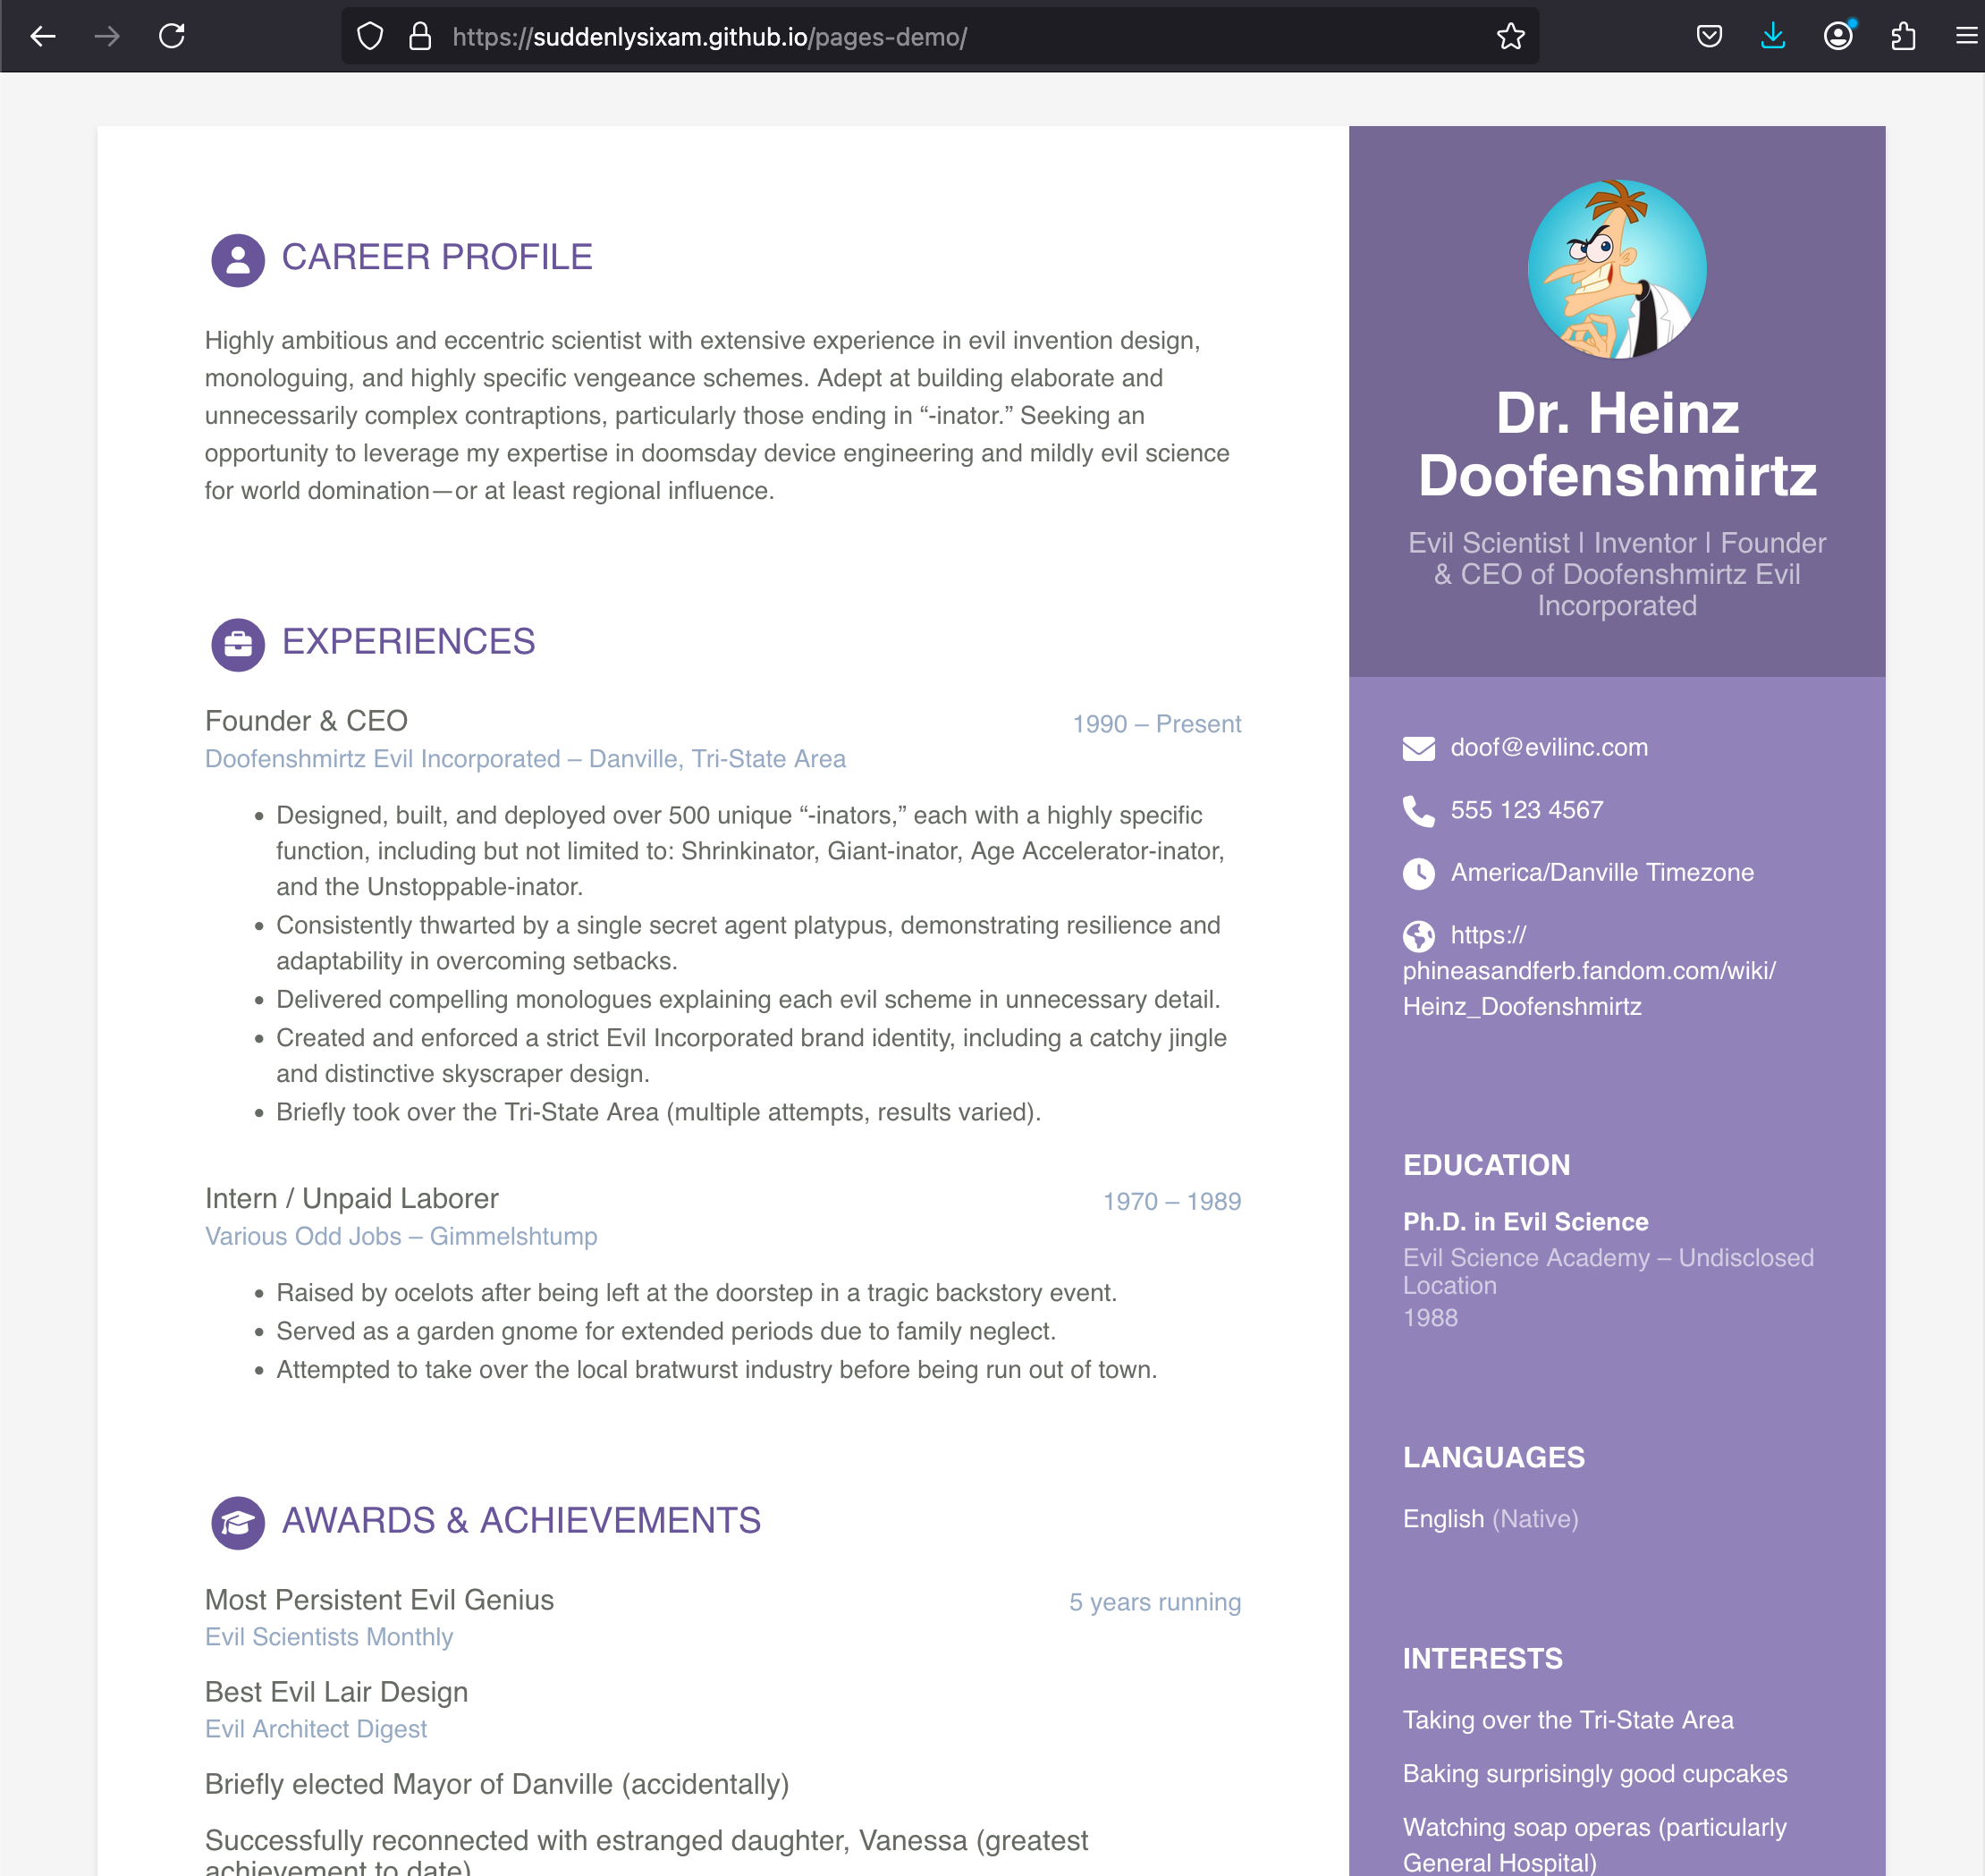 https://suddenlysixam.github.io/pages-demo/
CAREER PROFILE
Highly ambitious and eccentric scientist with extensive experience in evil invention design,
monologuing, and highly specific vengeance schemes. Adept at building elaborate and
unnecessarily complex contraptions, particularly those ending in “-inator.” Seeking an
opportunity to leverage my expertise in doomsday device engineering and mildly evil science
for world domination—or at least regional influence.
EXPERIENCES
Founder & CEO
1990 – Present
Doofenshmirtz Evil Incorporated – Danville, Tri-State Area
• Designed, built, and deployed over 500 unique “-inators,” each with a highly specific
function, including but not limited to: Shrinkinator, Giant-inator, Age Accelerator-inator,
and the Unstoppable-inator.
• Consistently thwarted by a single secret agent platypus, demonstrating resilience and
adaptability in overcoming setbacks.
• Delivered compelling monologues explaining each evil scheme in unnecessary detail.
• Created and enforced a strict Evil Incorporated brand identity, including a catchy jingle
and distinctive skyscraper design.
• Briefly took over the Tri-State Area (multiple attempts, results varied).
Intern / Unpaid Laborer
1970 – 1989
Various Odd Jobs – Gimmelshtump
• Raised by ocelots after being left at the doorstep in a tragic backstory event.
• Served as a garden gnome for extended periods due to family neglect.
• Attempted to take over the local bratwurst industry before being run out of town.
AWARDS & ACHIEVEMENTS
Most Persistent Evil Genius
5 years running
Evil Scientists Monthly
Best Evil Lair Design
Evil Architect Digest
Briefly elected Mayor of Danville (accidentally)
Successfully reconnected with estranged daughter, Vanessa (greatest
achievement to date)
Dr. Heinz
Doofenshmirtz
Evil Scientist | Inventor | Founder
& CEO of Doofenshmirtz Evil
Incorporated
doof@evilinc.com
555 123 4567
America/Danville Timezone
https://
phineasandferb.fandom.com/wiki/
Heinz_Doofenshmirtz
EDUCATION
Ph.D. in Evil Science
Evil Science Academy – Undisclosed
Location
1988
LANGUAGES
English (Native)
INTERESTS
Taking over the Tri-State Area
Baking surprisingly good cupcakes
Watching soap operas (particularly
General Hospital)